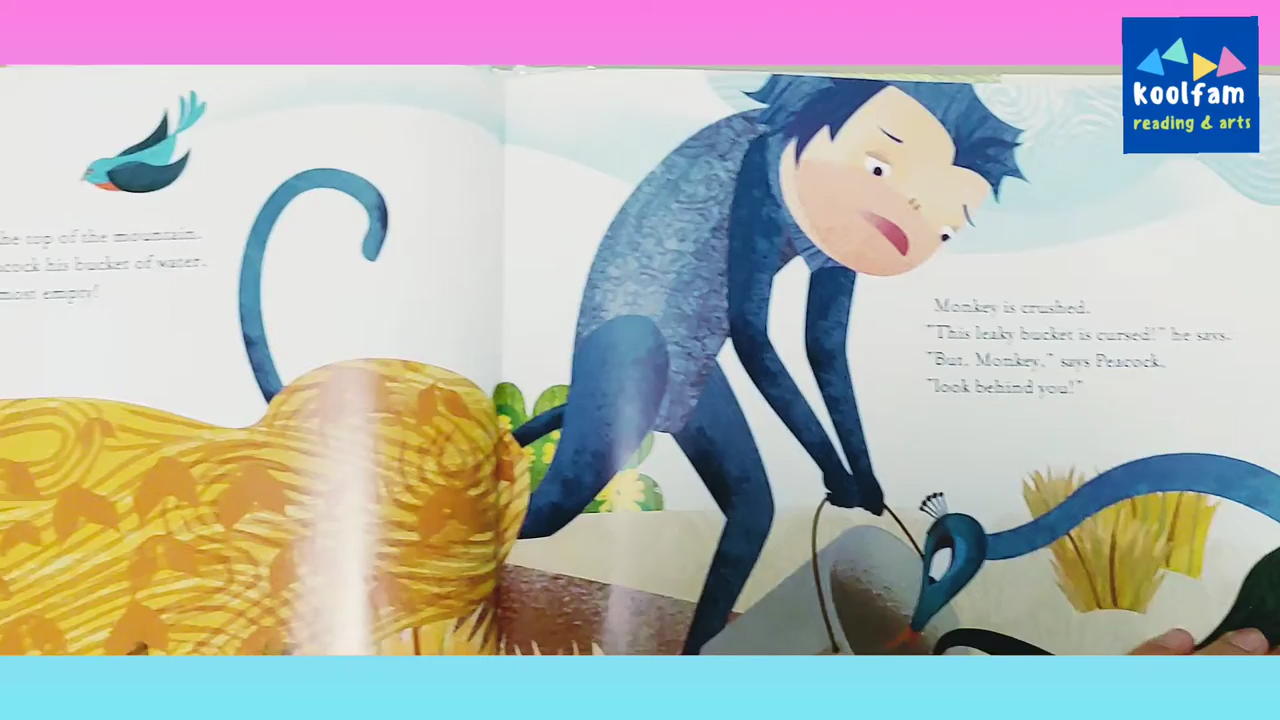 he top of the mountain.
cock his bucket of water.
most empty!
Monkey is crushed.
"This leaky bucket is cursed!" he says.
"But, Monkey," says Peacock,
"look behind you!"
koolfam
reading & arts